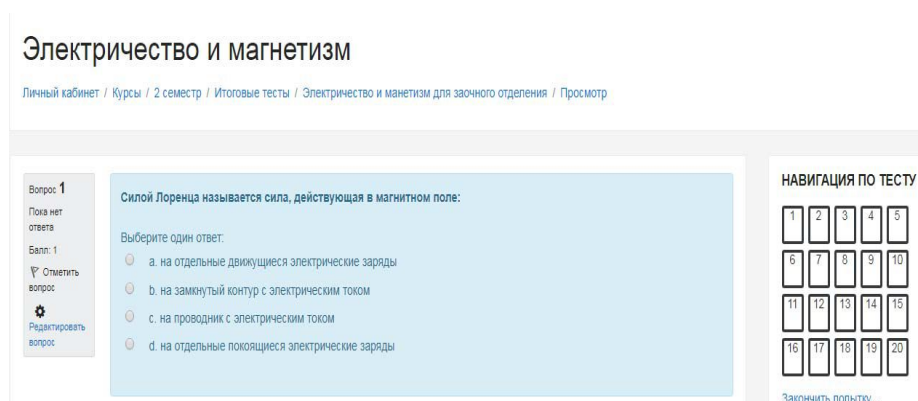 Электричество и магнетизм
Личный кабинет / Курсы / 2 семестр / Итоговые тесты / Электричество и манетизм для заочного отделения / Просмотр
Вопрос 1
Пока нет
ответа
Балл: 1
Отметить
вопрос
Редактировать
вопрос
Силой Лоренца называется сила, действующая в магнитном поле:
Выберите один ответ:
a. на отдельные движущиеся электрические заряды
b. на замкнутый контур с электрическим током
c. на проводник с электрическим током
d. на отдельные покоящиеся электрические заряды
НАВИГАЦИЯ ПО ТЕСТУ
1 2 3 4 5
6 7 8 9 10
11 12 13 14 15
16 17 18 19 20
Закончить попытку...